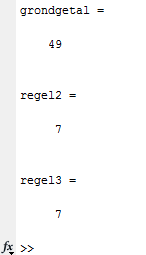 grondgetal =
49
regel2 =
7
regel3 =
7
fx >>